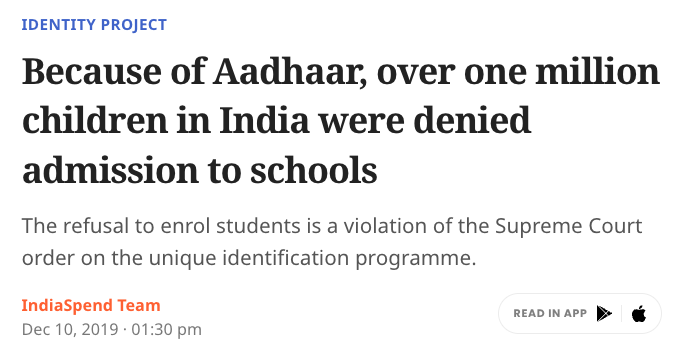 IDENTITY PROJECT
Because of Aadhaar, over one million
children in India were denied
admission to schools
The refusal to enrol students is a violation of the Supreme Court
order on the unique identification programme.
IndiaSpend Team
Dec 10, 2019 · 01:30 pm
READ IN APP